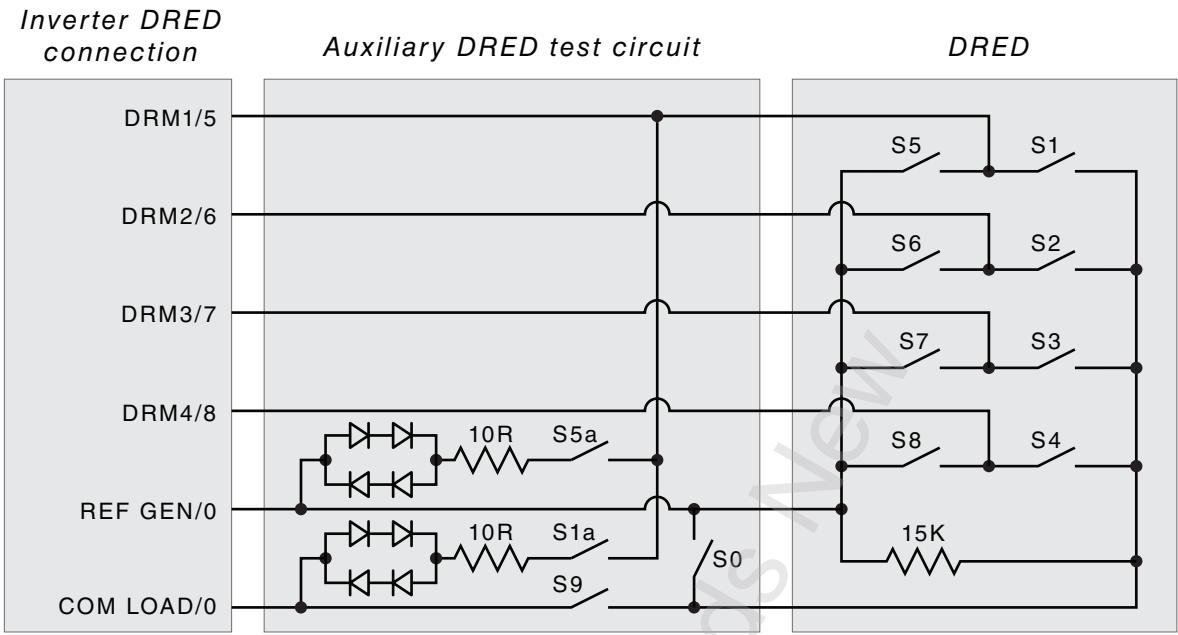 Inverter DRED
connection
Auxiliary DRED test circuit
DRED
DRM1/5
S5
S1
DRM2/6
S6
S2
DRM3/7
S7
S3
DRM4/8
10R
S5a
S8
S4
REF GEN/0
10R
S1a
S0
15K
S9
COM LOAD/0
New